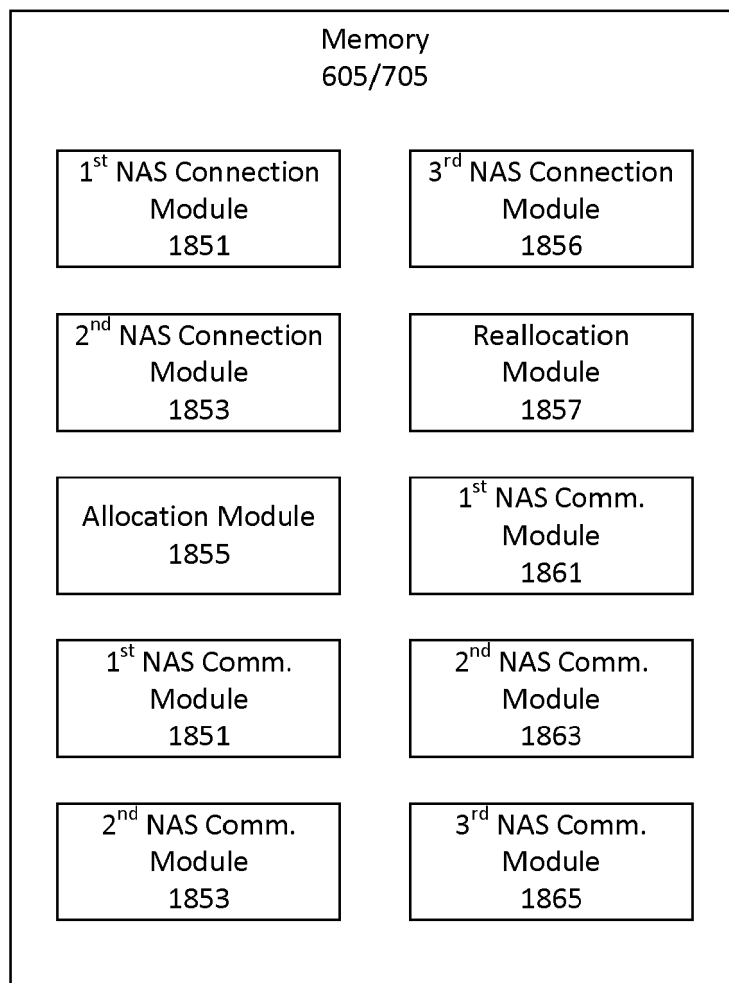 Memory
605/705
1st NAS Connection
Module
1851
3rd NAS Connection
Module
1856
2nd NAS Connection
Module
1853
Reallocation
Module
1857
Allocation Module
1855
1st NAS Comm.
Module
1861
1st NAS Comm.
Module
1851
2nd NAS Comm.
Module
1863
2nd NAS Comm.
Module
1853
3rd NAS Comm.
Module
1865